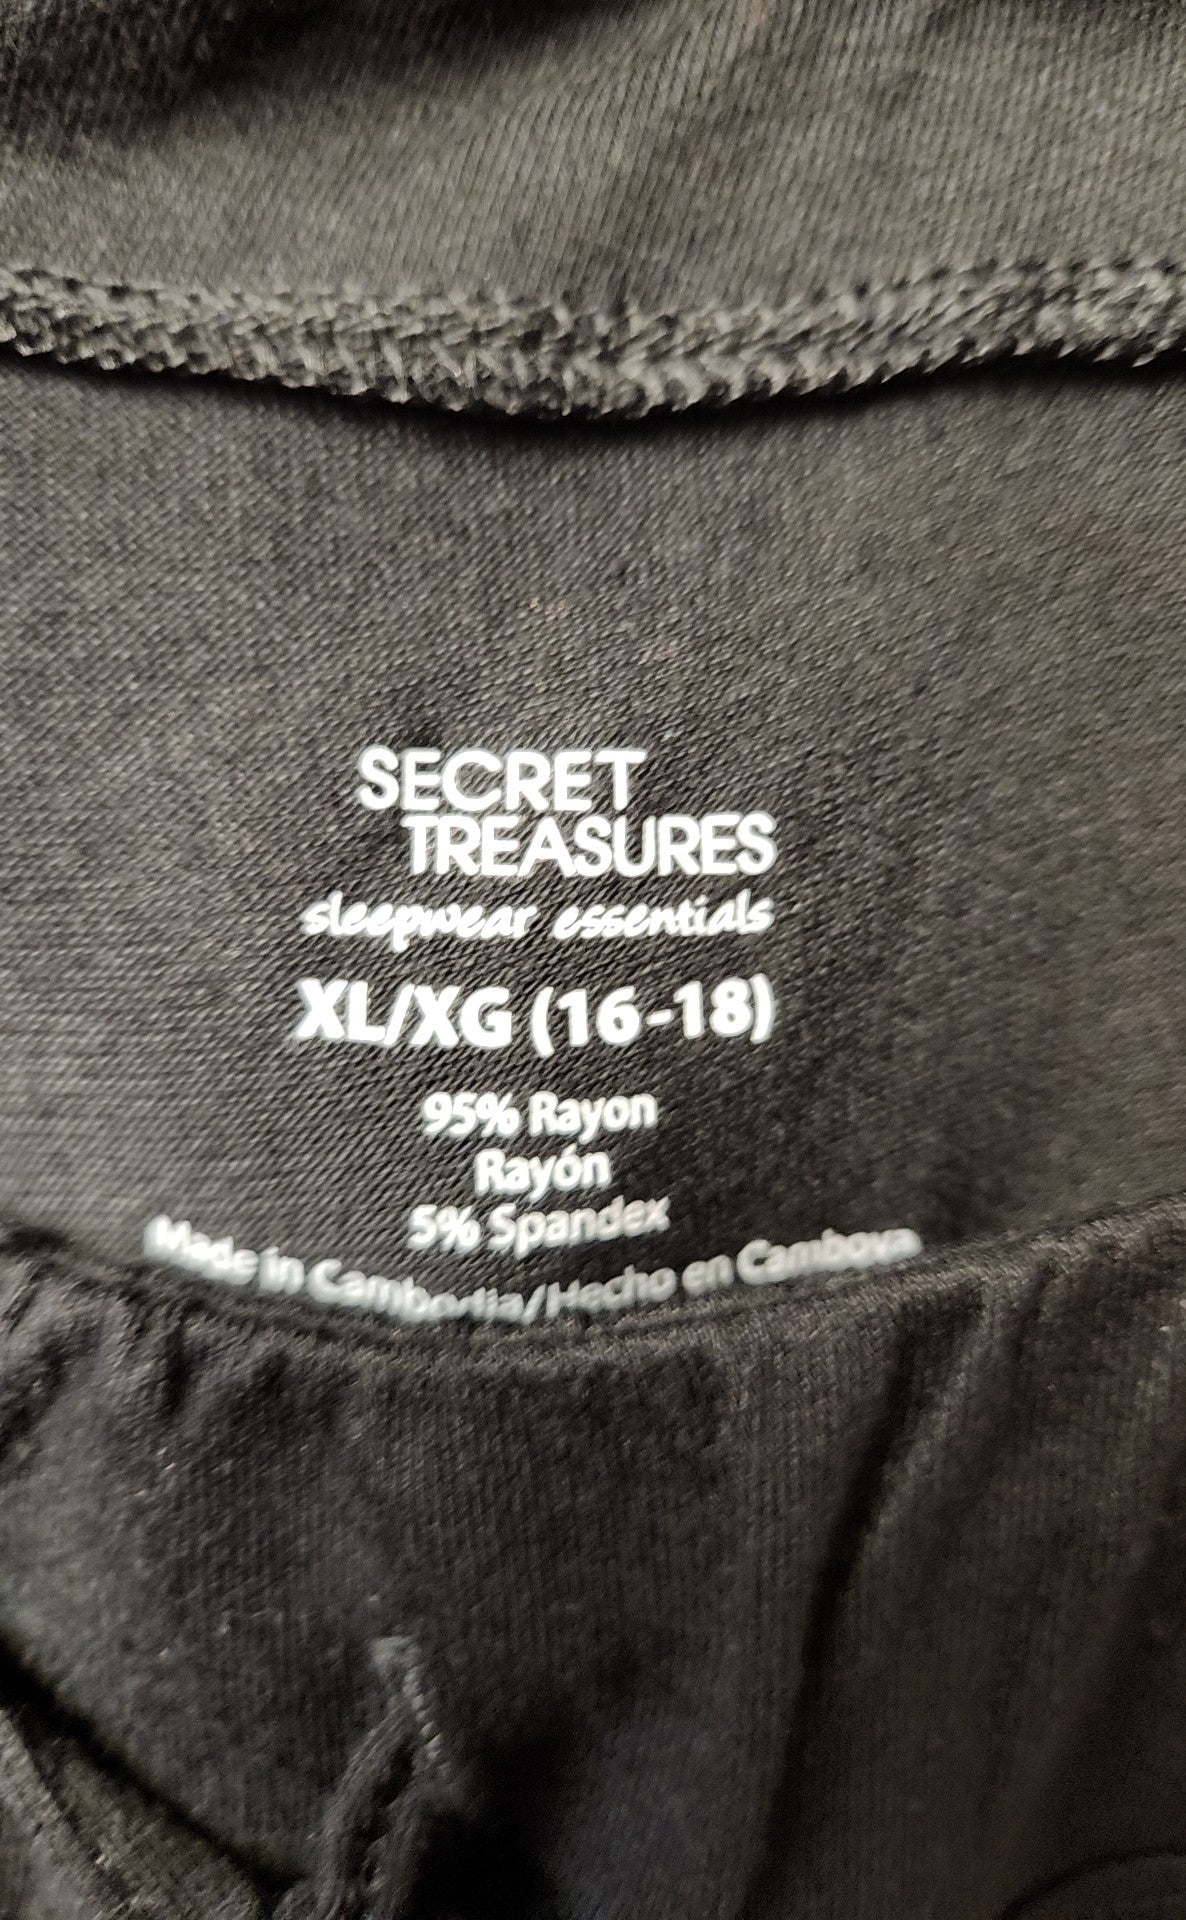 SECRET
TREASURES
sleepwear essentials
XL/XG (16-18)
95% Rayon
Rayón
5% Spandex
Made in Cambodia/Hecho en Camboya